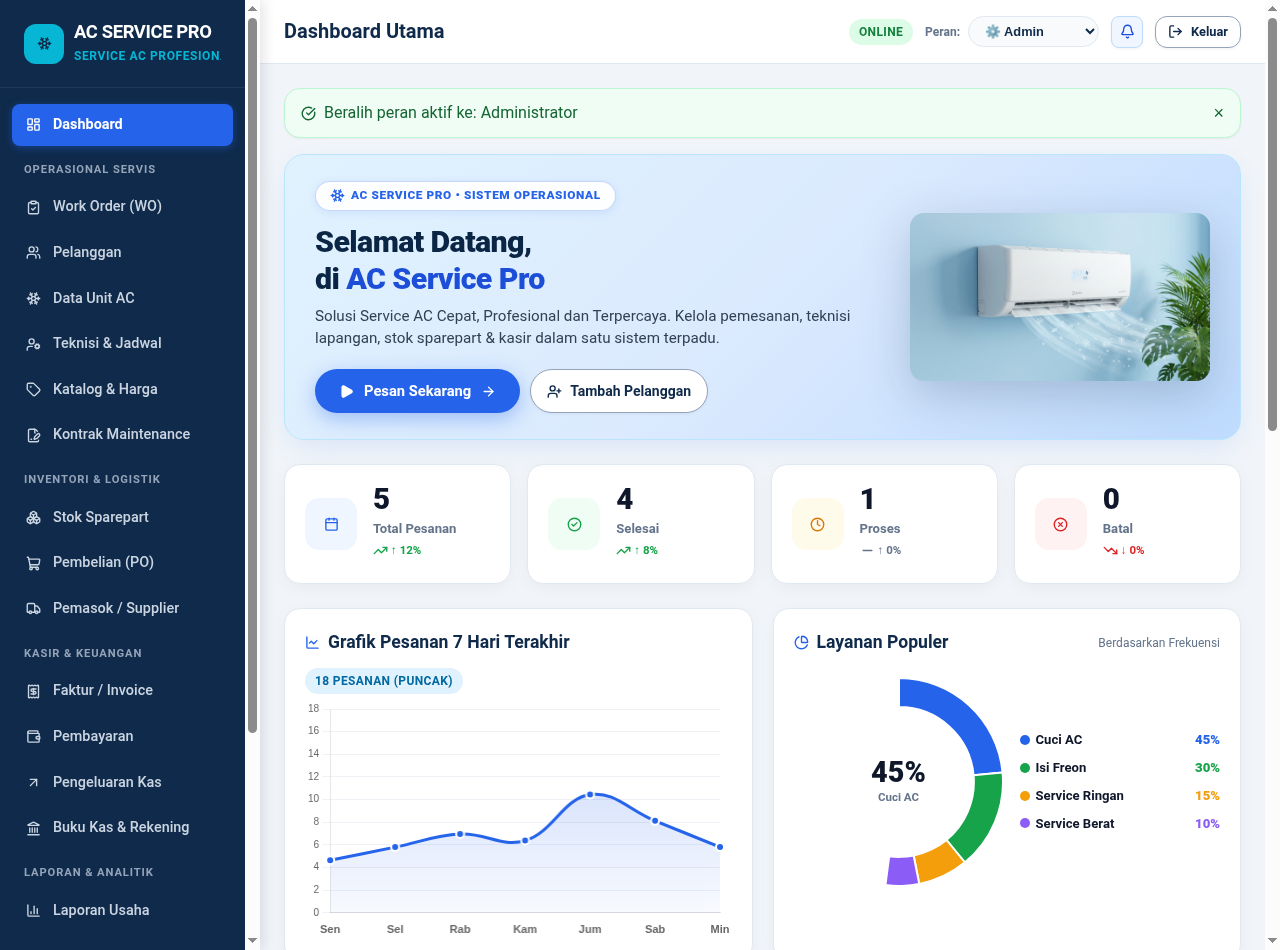 AC SERVICE PRO
SERVICE AC PROFESION
Dashboard
OPERASIONAL SERVIS
Work Order (WO)
Pelanggan
Data Unit AC
Teknisi & Jadwal
Katalog & Harga
Kontrak Maintenance
INVENTORI & LOGISTIK
Stok Sparepart
Pembelian (PO)
Pemasok / Supplier
KASIR & KEUANGAN
Faktur / Invoice
Pembayaran
Pengeluaran Kas
Buku Kas & Rekening
LAPORAN & ANALITIK
Laporan Usaha
Dashboard Utama
ONLINE
Peran:
⚙️ Admin
Keluar
Beralih peran aktif ke: Administrator
×
AC SERVICE PRO • SISTEM OPERASIONAL
Selamat Datang,
di AC Service Pro
Solusi Service AC Cepat, Profesional dan Terpercaya. Kelola pemesanan, teknisi
lapangan, stok sparepart & kasir dalam satu sistem terpadu.
Pesan Sekarang
Tambah Pelanggan
5
Total Pesanan
↑ 12%
4
Selesai
↑ 8%
1
Proses
↑ 0%
0
Batal
↓ 0%
Grafik Pesanan 7 Hari Terakhir
18 PESANAN (PUNCAK)
18
16
14
12
10
8
6
4
2
0
Sen Sel Rab Kam Jum Sab Min
Layanan Populer
Berdasarkan Frekuensi
45%
Cuci AC
Cuci AC 45%
Isi Freon 30%
Service Ringan 15%
Service Berat 10%